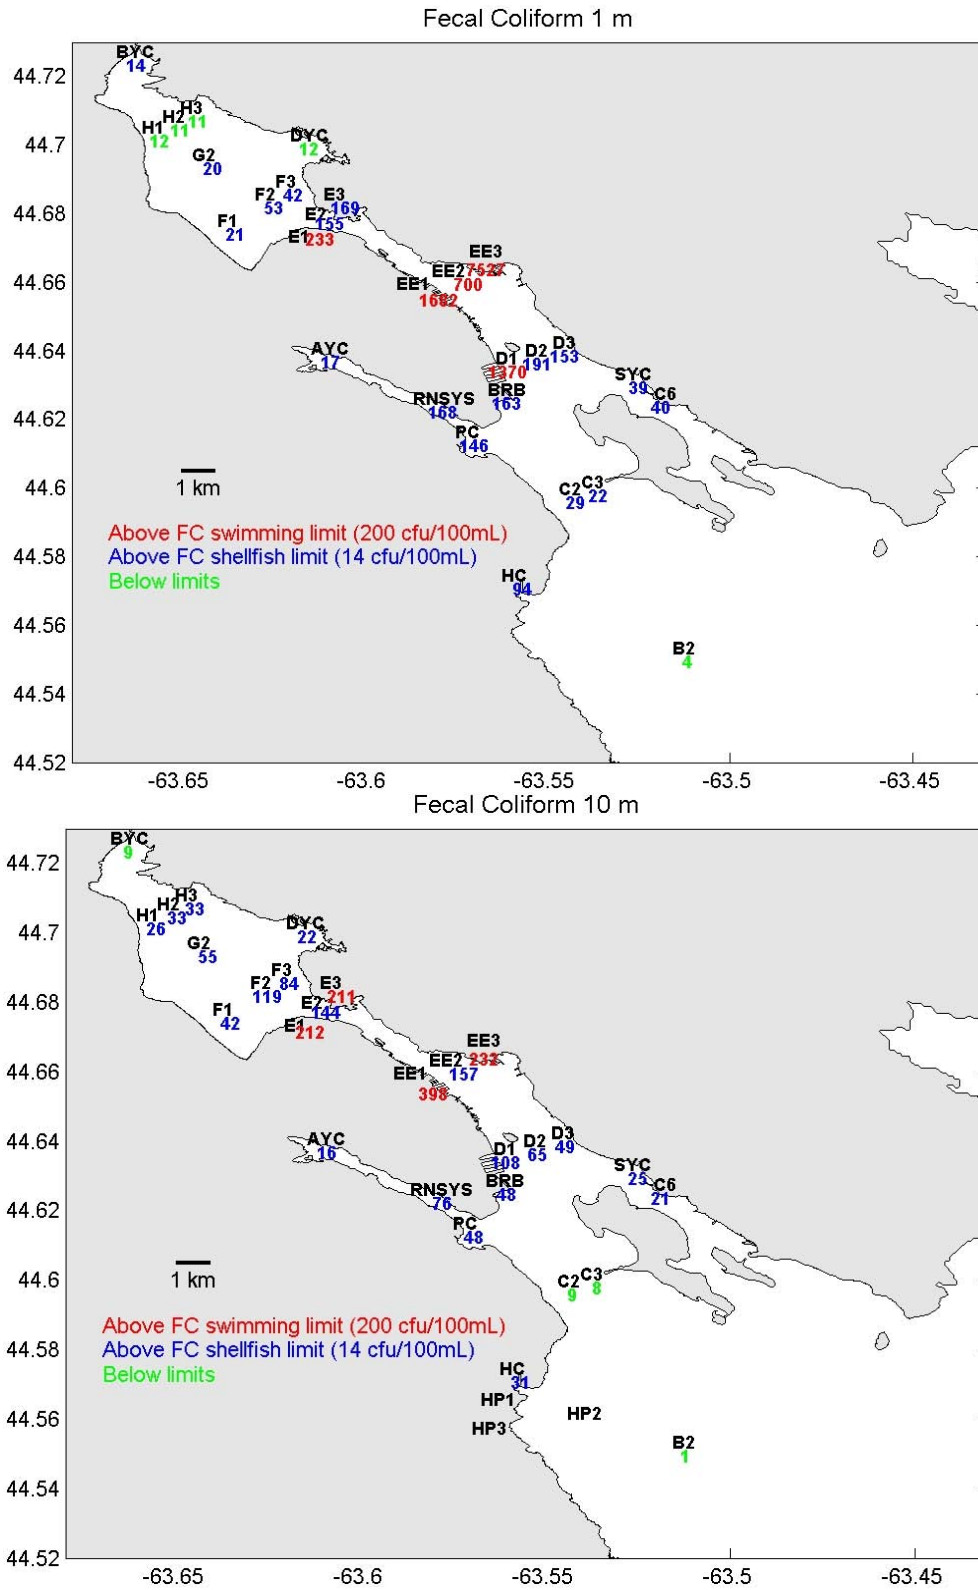 Fecal Coliform 1 m
44.72
44.7
44.68
44.66
44.64
44.62
44.6
44.58
44.56
44.54
44.52
BYC
14
H3
11
H2
11
H1
12
DYC
12
G2
20
F3
42
F2
53
F1
21
E3
169
E2
155
E1
233
EE3
7527
EE2
700
EE1
1682
D3
153
D2
191
D1
1370
AYC
17
SYC
39
BRB
163
C6
40
RNSYS
168
PC
146
1 km
C3
22
C2
29
Above FC swimming limit (200 cfu/100mL)
Above FC shellfish limit (14 cfu/100mL)
Below limits
HC
94
B2
4
-63.65
-63.6
-63.55
-63.5
-63.45
Fecal Coliform 10 m
44.72
44.7
44.68
44.66
44.64
44.62
44.6
44.58
44.56
44.54
44.52
BYC
9
H3
33
H2
33
H1
26
DYC
22
G2
55
F3
84
F2
119
F1
42
E3
211
E2
144
E1
212
EE3
232
EE2
157
EE1
398
D3
49
D2
65
D1
108
AYC
16
SYC
25
BRB
48
C6
21
RNSYS
76
PC
48
1 km
C3
8
C2
9
Above FC swimming limit (200 cfu/100mL)
Above FC shellfish limit (14 cfu/100mL)
Below limits
HC
31
HP1
HP2
HP3
B2
1
-63.65
-63.6
-63.55
-63.5
-63.45